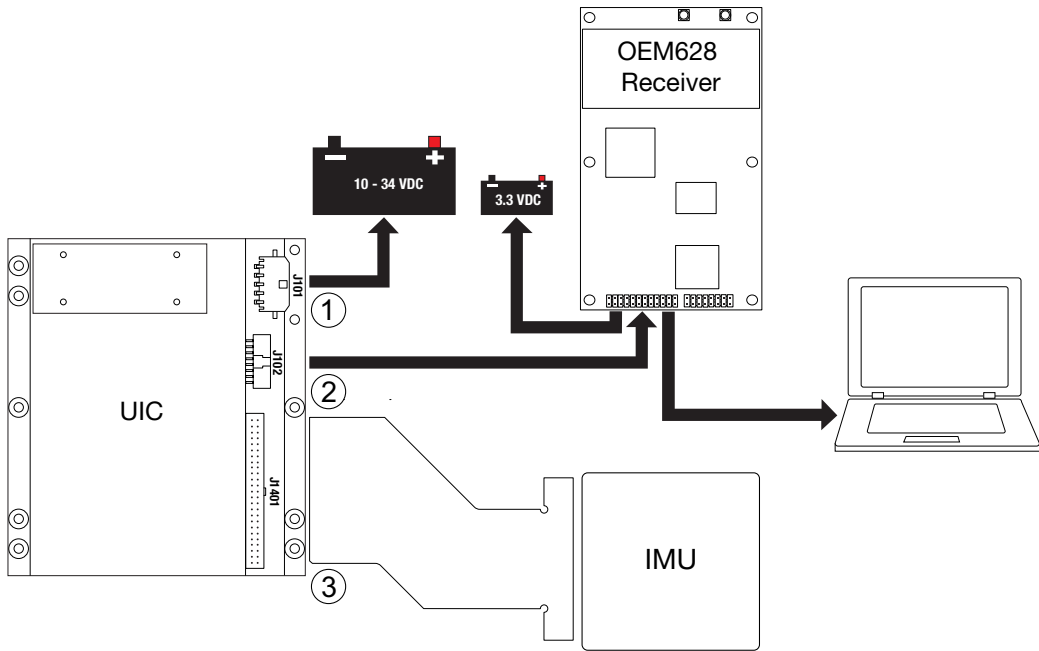 OEM628
Receiver
10 - 34 VDC
3.3 VDC
J101
1
J102
2
UIC
J1401
IMU
3